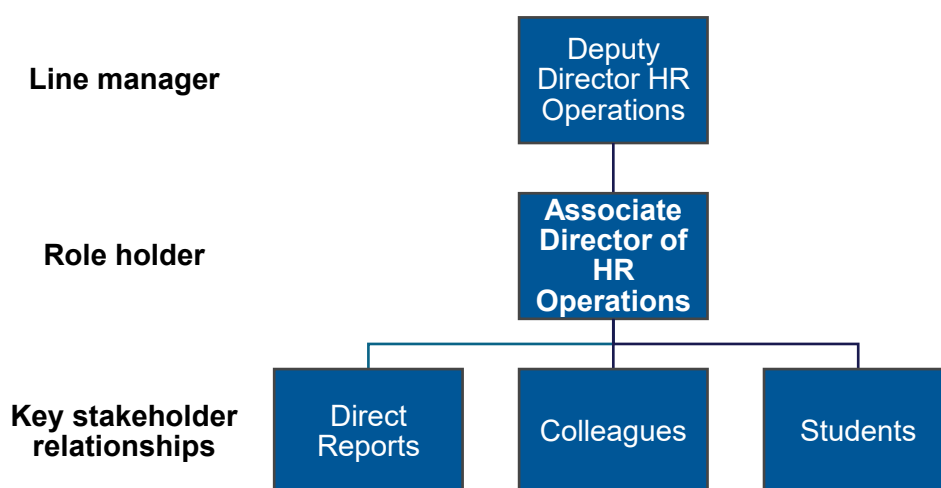 Line manager
Deputy
Director HR
Operations
Role holder
Associate
Director of
HR
Operations
Key stakeholder
relationships
Direct
Reports
Colleagues
Students